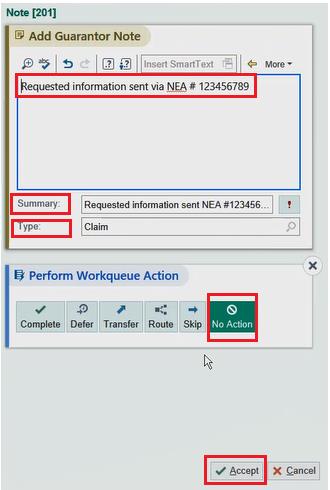 Note [201]
Add Guarantor Note
Insert SmartText
More
Requested information sent via NEA # 123456789
Summary: Requested information sent NEA #123456...
Type: Claim
Perform Workqueue Action
Complete Defer Transfer Route Skip No Action
Accept Cancel